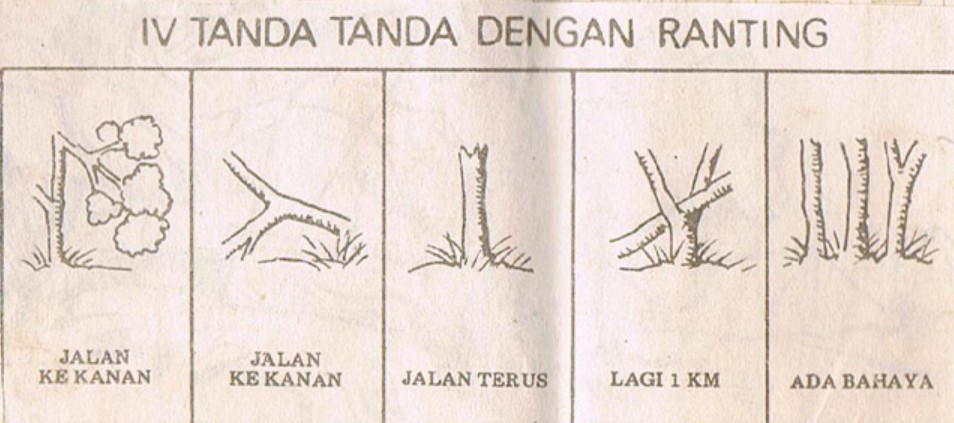 IV TANDA TANDA DENGAN RANTING
JALAN
KE KANAN
JALAN
KE KANAN
JALAN TERUS
LAGI 1 KM
ADA BAHAYA